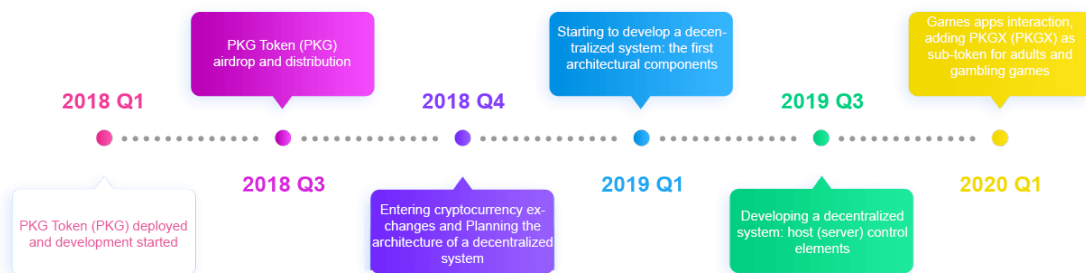 2018 Q1
PKG Token (PKG) deployed
and development started
PKG Token (PKG)
airdrop and distribution
2018 Q3
2018 Q4
Entering cryptocurrency ex-
changes and Planning the
architecture of a decentralized
system
Starting to develop a decen-
tralized system: the first
architectural components
2019 Q1
2019 Q3
Developing a decentralized
system: host (server) control
elements
Games apps interaction,
adding PKGX (PKGX) as
sub-token for adults and
gambling games
2020 Q1